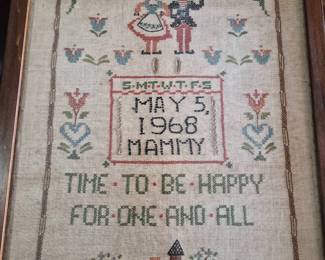 S·M·T·W·T·F·S
MAY 5,
1968
MAMMY
TIME·TO·BE·HAPPY
FOR·ONE·AND·ALL